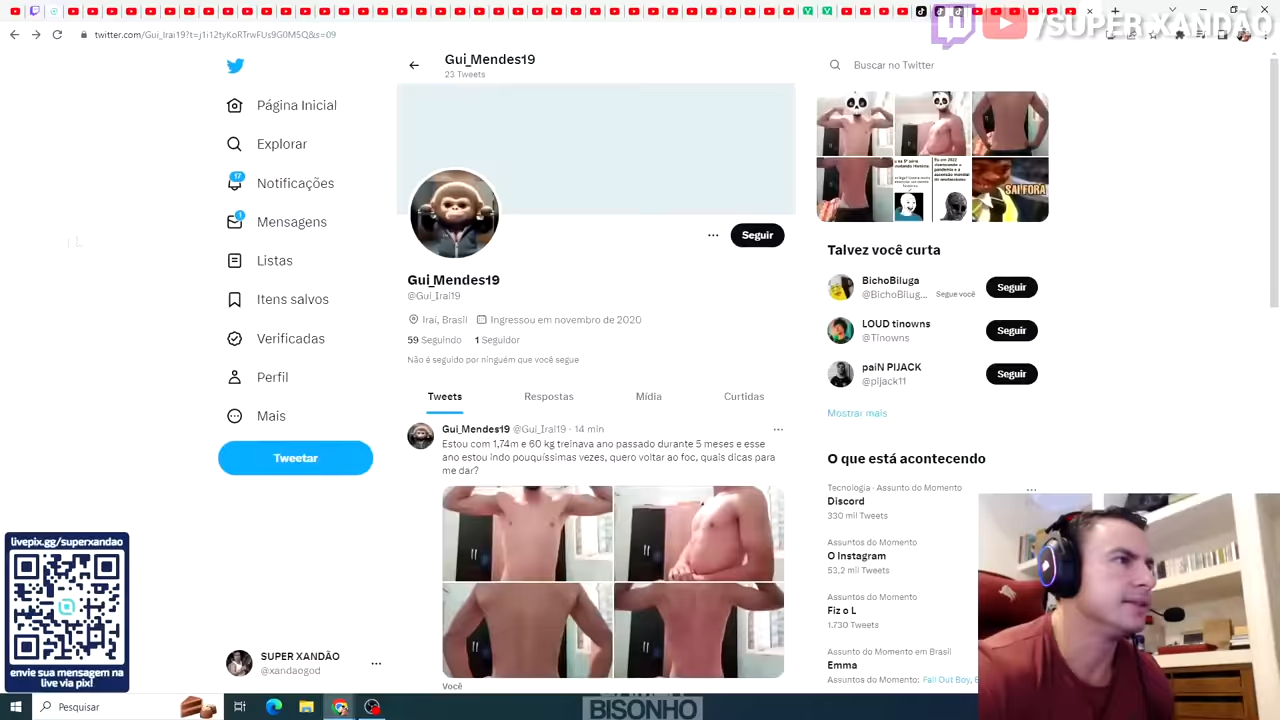 /SUPER XANDÃO
twitter.com/Gui_Irai19?t=j1i12tyKoRTrwFUs9G0M5Q&s=09
Página Inicial
Explorar
17
Notificações
1
Mensagens
Listas
Itens salvos
Verificadas
Perfil
Mais
Tweetar
SUPER XANDÃO
@xandaogod
livepix.gg/superxandao
envie sua mensagem na
live via pix!
Gui_Mendes19
23 Tweets
Seguir
Gui_Mendes19
@Gui_Irai19
Iraí, Brasil Ingressou em novembro de 2020
59 Seguindo 1 Seguidor
Não é seguido por ninguém que você segue
Tweets Respostas Mídia Curtidas
Gui_Mendes19 @Gui_Irai19 · 14 min
Estou com 1,74m e 60 kg treinava ano passado durante 5 meses e esse
ano estou indo pouquíssimas vezes, quero voltar ao foc, quais dicas para
me dar?
Você
Buscar no Twitter
SAI FORA
Talvez você curta
BichoBiluga
@BichoBilug... Segue você
Seguir
LOUD tinowns
@Tinowns
Seguir
paiN PIJACK
@pijack11
Seguir
Mostrar mais
O que está acontecendo
Tecnologia · Assunto do Momento
Discord
330 mil Tweets
Assuntos do Momento
O Instagram
53,2 mil Tweets
Assuntos do Momento
Fiz o L
1.730 Tweets
Assunto do Momento em Brasil
Emma
Assuntos do Momento: Fall Out Boy,
Pesquisar
BISONHO